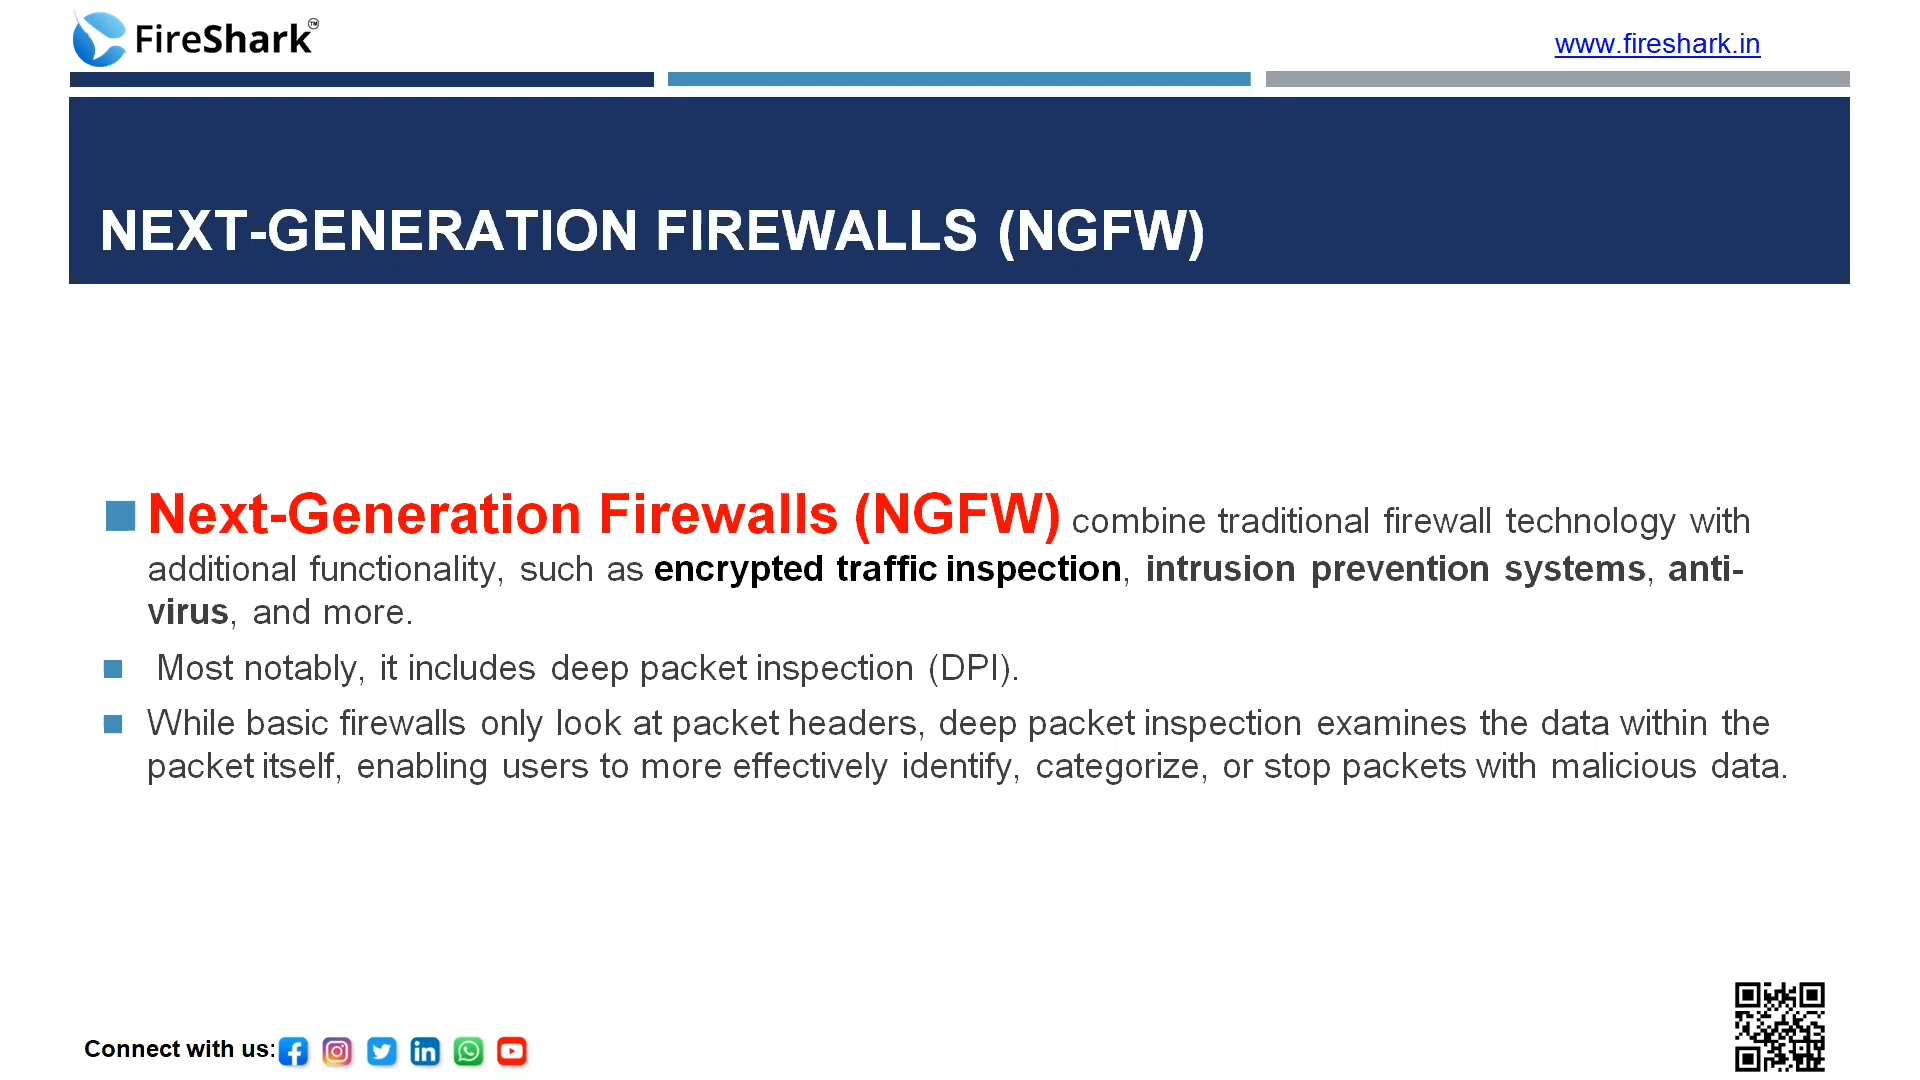 FireShark™
www.fireshark.in
NEXT-GENERATION FIREWALLS (NGFW)
Next-Generation Firewalls (NGFW) combine traditional firewall technology with
additional functionality, such as encrypted traffic inspection, intrusion prevention systems, anti-
virus, and more.
Most notably, it includes deep packet inspection (DPI).
While basic firewalls only look at packet headers, deep packet inspection examines the data within the
packet itself, enabling users to more effectively identify, categorize, or stop packets with malicious data.
Connect with us: